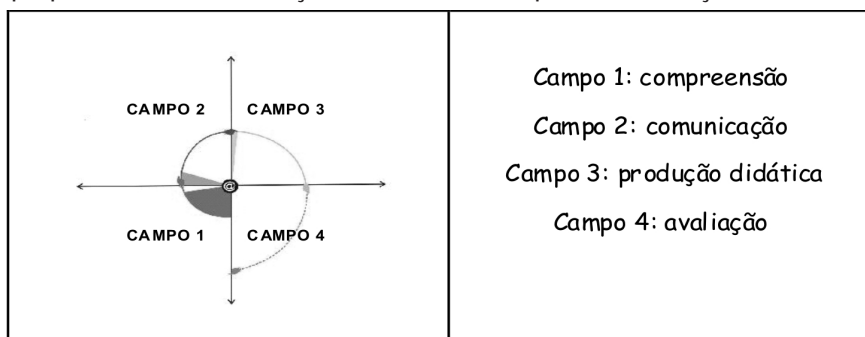 CAMPO 2 CAMPO 3
@
CAMPO 1 CAMPO 4
Campo 1: compreensão
Campo 2: comunicação
Campo 3: produção didática
Campo 4: avaliação